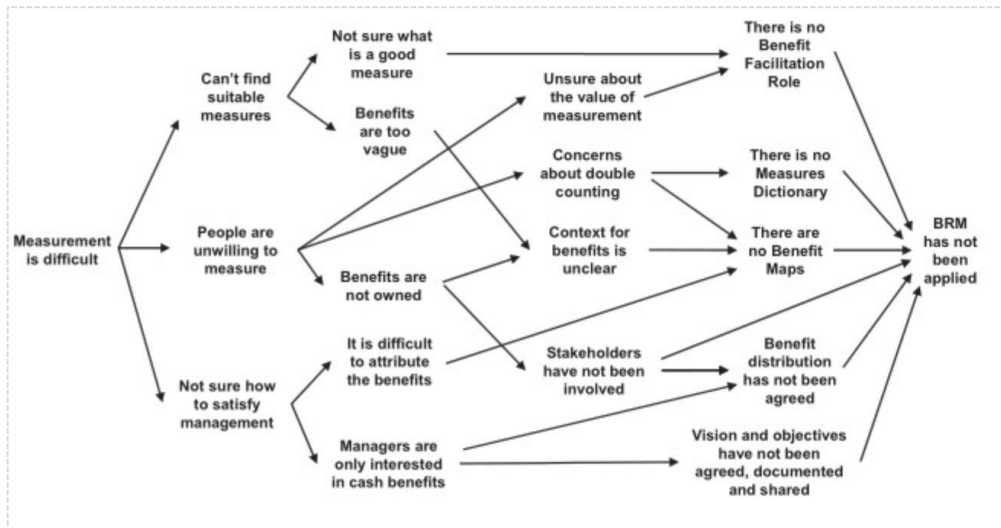 Measurement
is difficult
Can't find
suitable
measures
People are
unwilling to
measure
Not sure how
to satisfy
management
Not sure what
is a good
measure
Benefits
are too
vague
Benefits are
not owned
It is difficult
to attribute
the benefits
Managers are
only interested
in cash benefits
Unsure about
the value of
measurement
Concerns
about double
counting
Context for
benefits is
unclear
Stakeholders
have not been
involved
There is no
Benefit
Facilitation
Role
There is no
Measures
Dictionary
There are
no Benefit
Maps
Benefit
distribution
has not been
agreed
Vision and objectives
have not been
agreed, documented
and shared
BRM
has not
been
applied